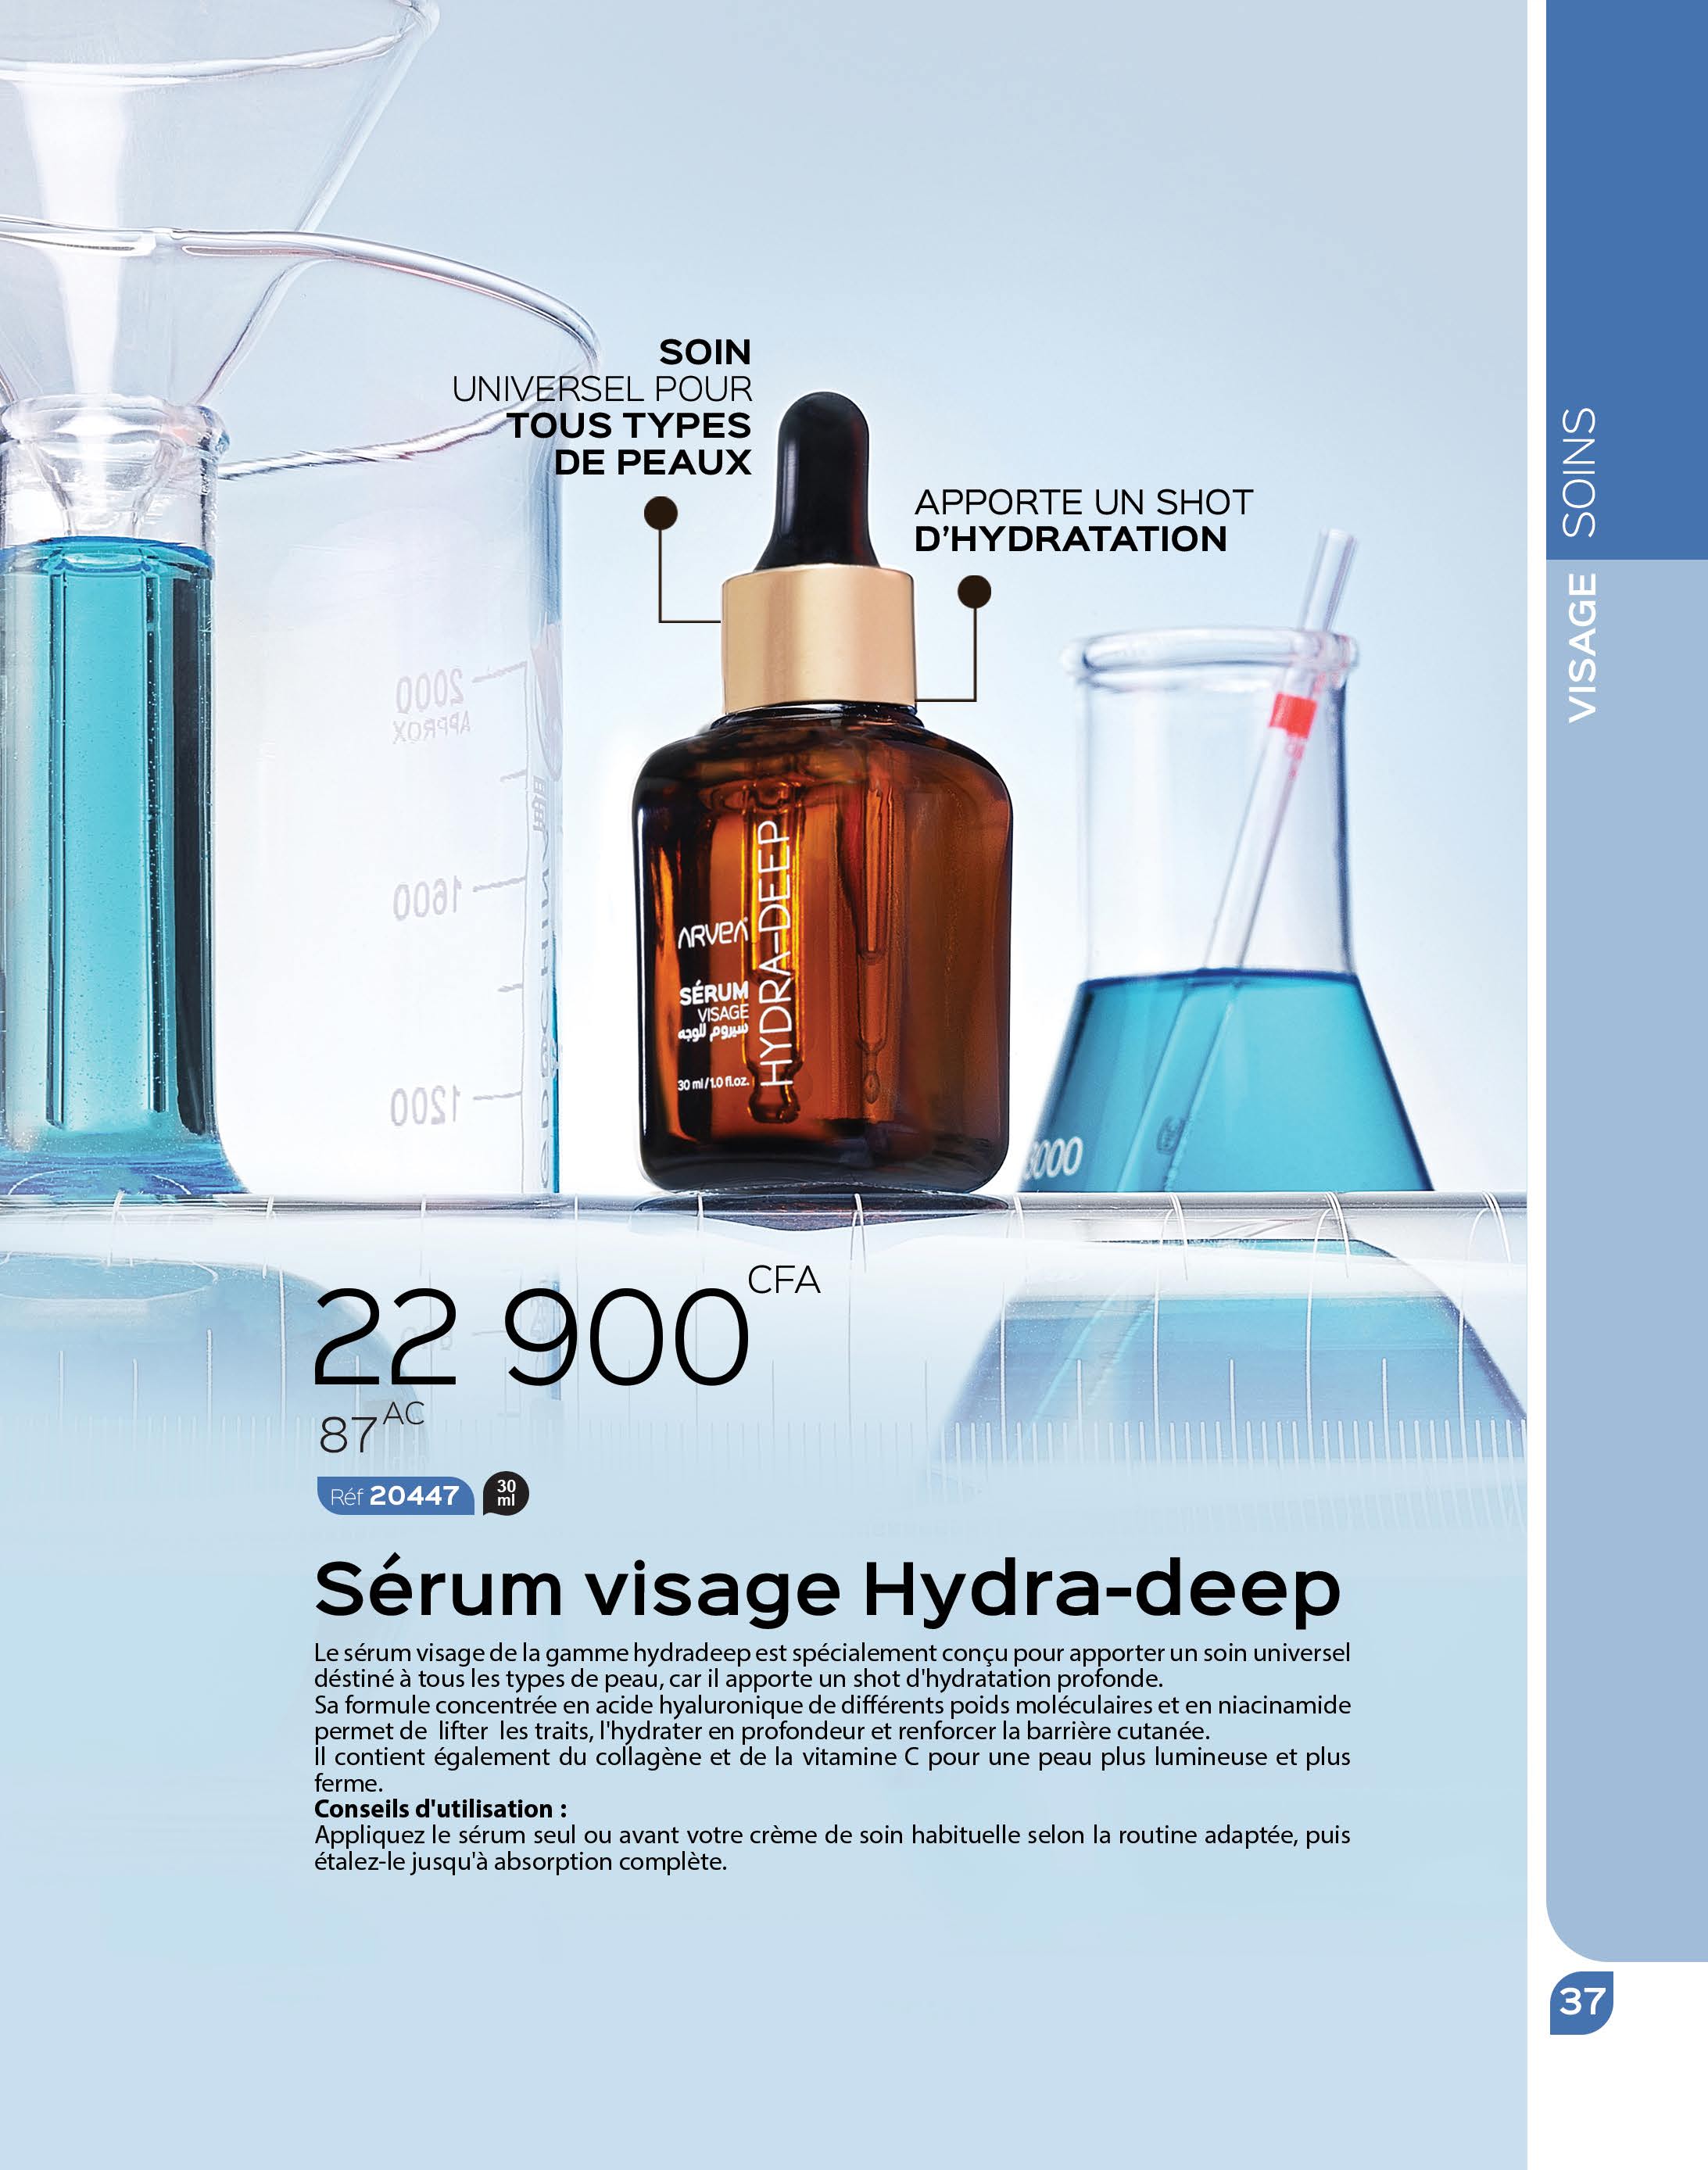 SOIN
UNIVERSEL POUR
TOUS TYPES
DE PEAUX
APPORTE UN SHOT
D'HYDRATATION
SOINS
VISAGE
2000
APPROX
1600
1200
ARVEA
SÉRUM
VISAGE
سيروم للوجه
30 ml/1.0 fl.oz.
HYDRA-DEEP
22 900 CFA
87 AC
Réf 20447
30
ml
Sérum visage Hydra-deep
Le sérum visage de la gamme hydradeep est spécialement conçu pour apporter un soin universel
déstiné à tous les types de peau, car il apporte un shot d'hydratation profonde.
Sa formule concentrée en acide hyaluronique de différents poids moléculaires et en niacinamide
permet de lifter les traits, l'hydrater en profondeur et renforcer la barrière cutanée.
Il contient également du collagène et de la vitamine C pour une peau plus lumineuse et plus
ferme.
Conseils d'utilisation :
Appliquez le sérum seul ou avant votre crème de soin habituelle selon la routine adaptée, puis
étalez-le jusqu'à absorption complète.
37